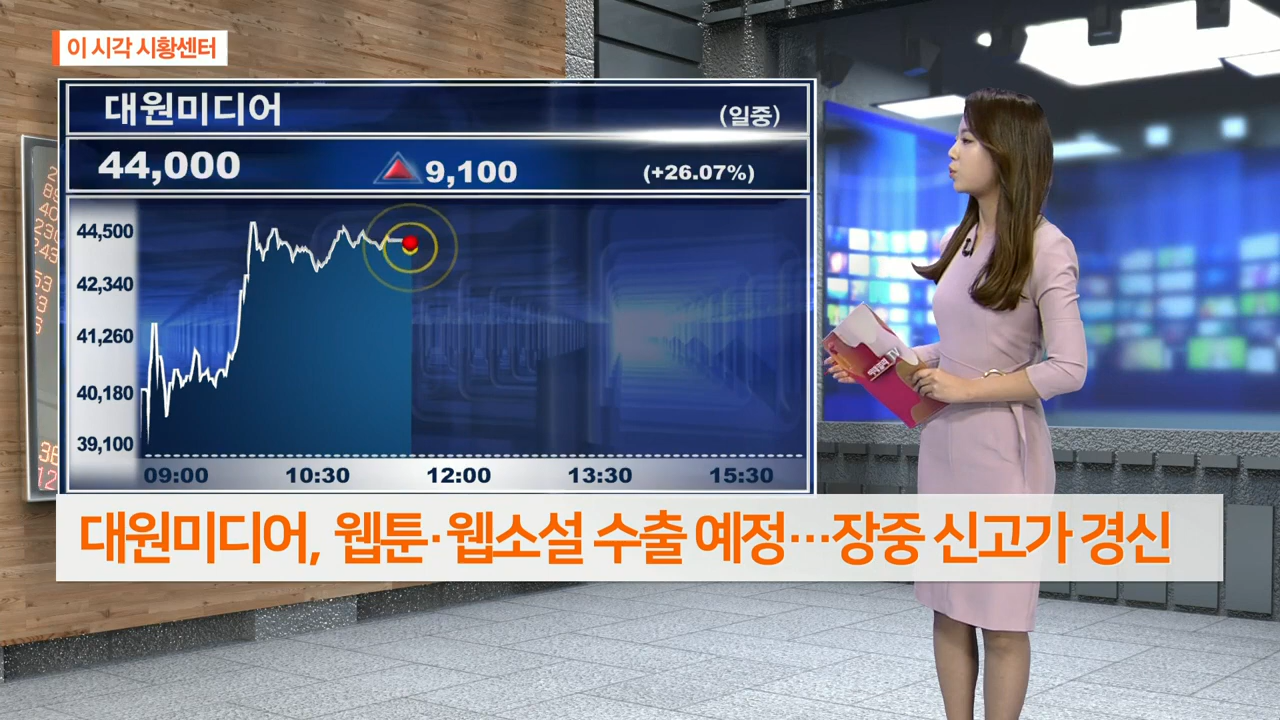 이 시각 시황센터
대원미디어
(일중)
44,000 ▲ 9,100 (+26.07%)
44,500
42,340
41,260
40,180
39,100
09:00 10:30 12:00 13:30 15:30
대원미디어, 웹툰·웹소설 수출 예정…장중 신고가 경신